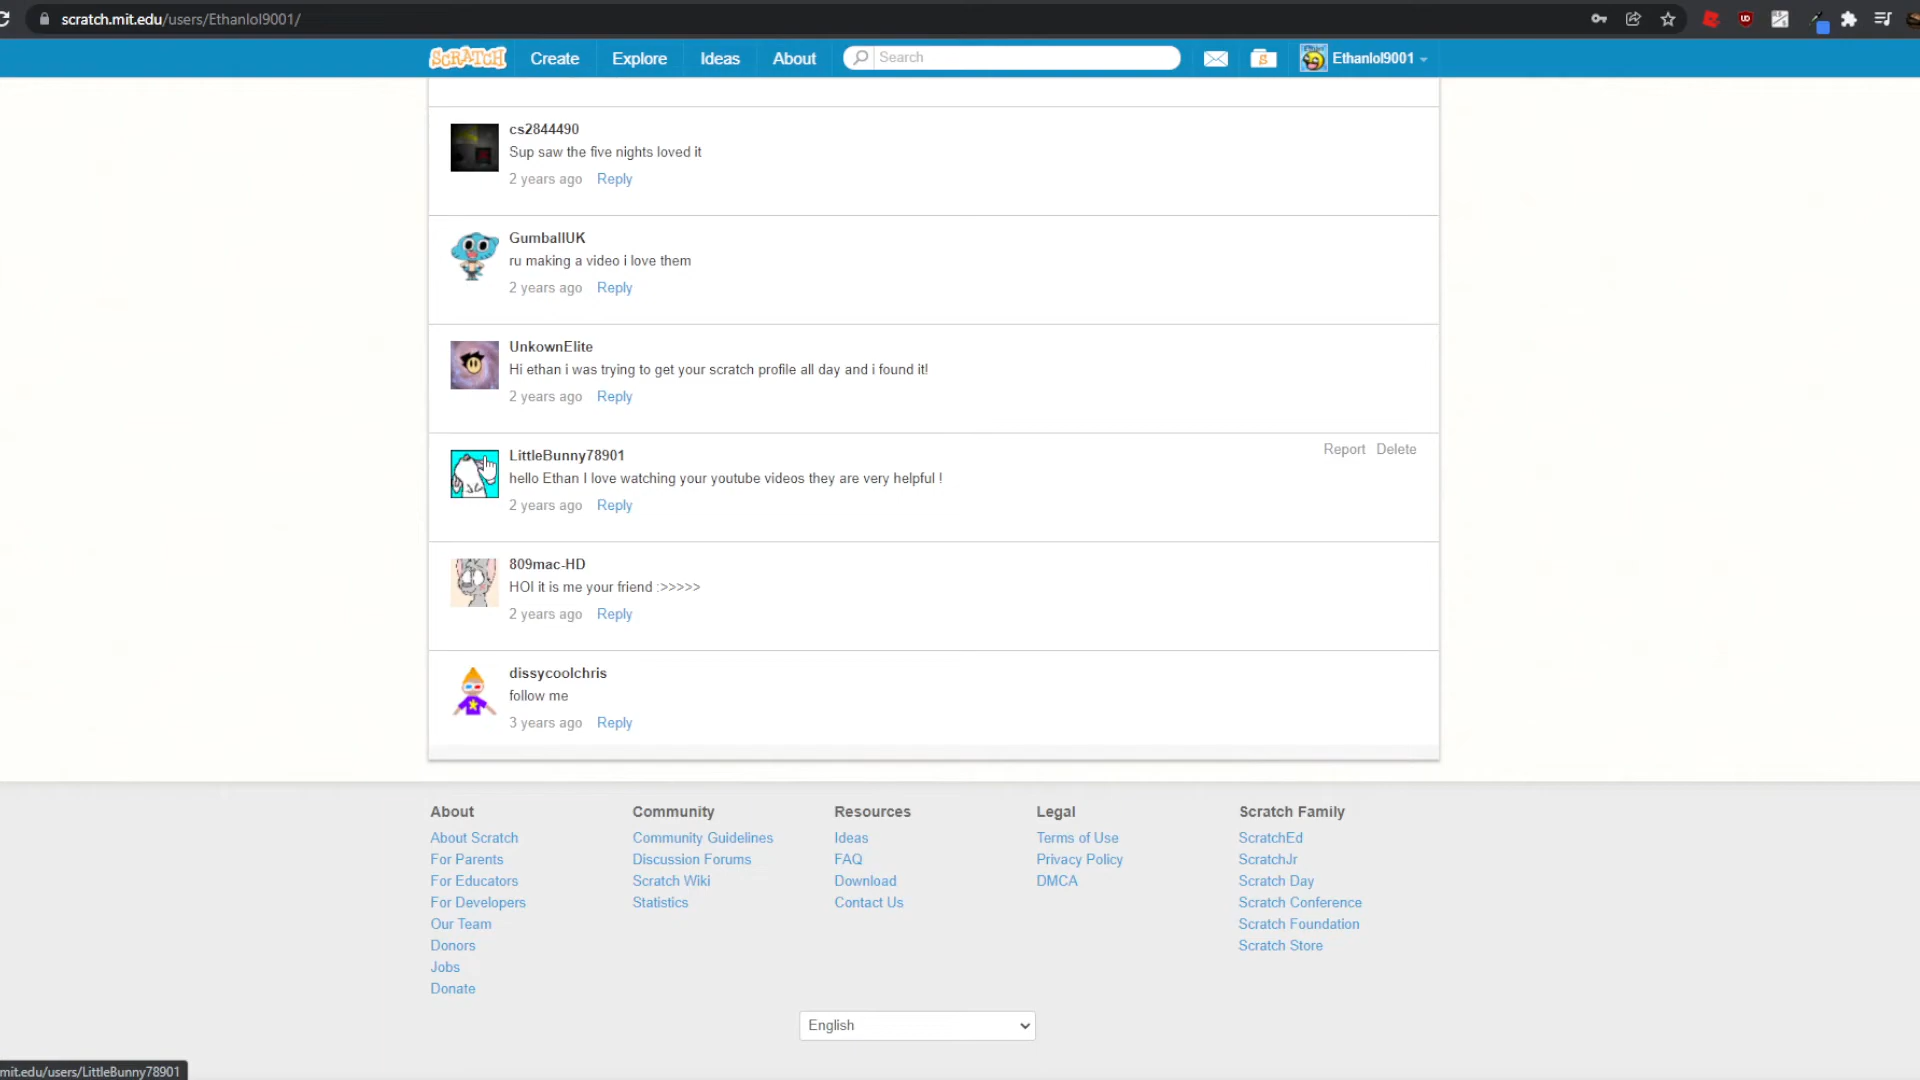 scratch.mit.edu/users/Ethanlol9001/
SCRATCH Create Explore Ideas About Search Ethanlol9001
cs2844490
Sup saw the five nights loved it
2 years ago Reply
GumballUK
ru making a video i love them
2 years ago Reply
UnkownElite
Hi ethan i was trying to get your scratch profile all day and i found it!
2 years ago Reply
LittleBunny78901 Report Delete
hello Ethan I love watching your youtube videos they are very helpful !
2 years ago Reply
809mac-HD
HOI it is me your friend :>>>>>
2 years ago Reply
dissycoolchris
follow me
3 years ago Reply
About
About Scratch
For Parents
For Educators
For Developers
Our Team
Donors
Jobs
Donate
Community
Community Guidelines
Discussion Forums
Scratch Wiki
Statistics
Resources
Ideas
FAQ
Download
Contact Us
Legal
Terms of Use
Privacy Policy
DMCA
Scratch Family
ScratchEd
ScratchJr
Scratch Day
Scratch Conference
Scratch Foundation
Scratch Store
English
mit.edu/users/LittleBunny78901